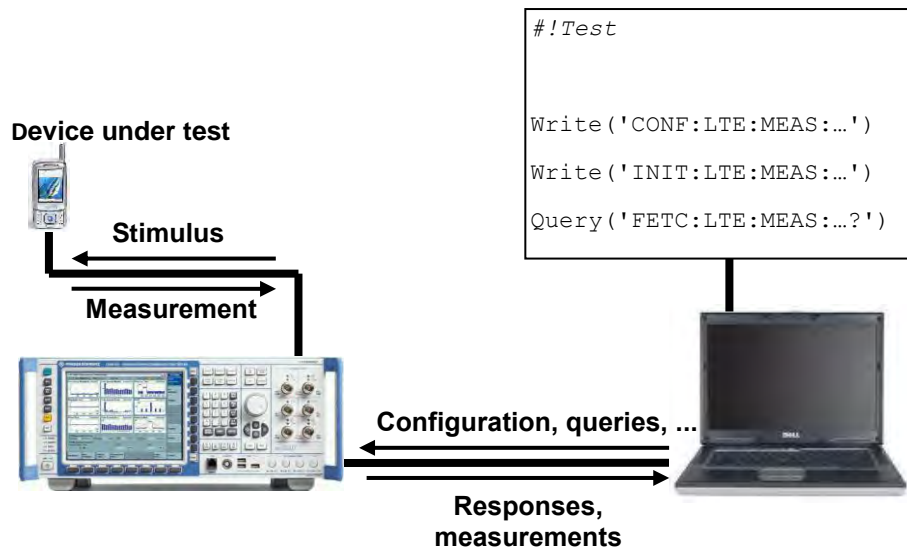 #!Test
Write('CONF:LTE:MEAS:…')
Write('INIT:LTE:MEAS:…')
Query('FETC:LTE:MEAS:…?')
Device under test
Stimulus
Measurement
Configuration, queries, ...
Responses,
measurements
DELL